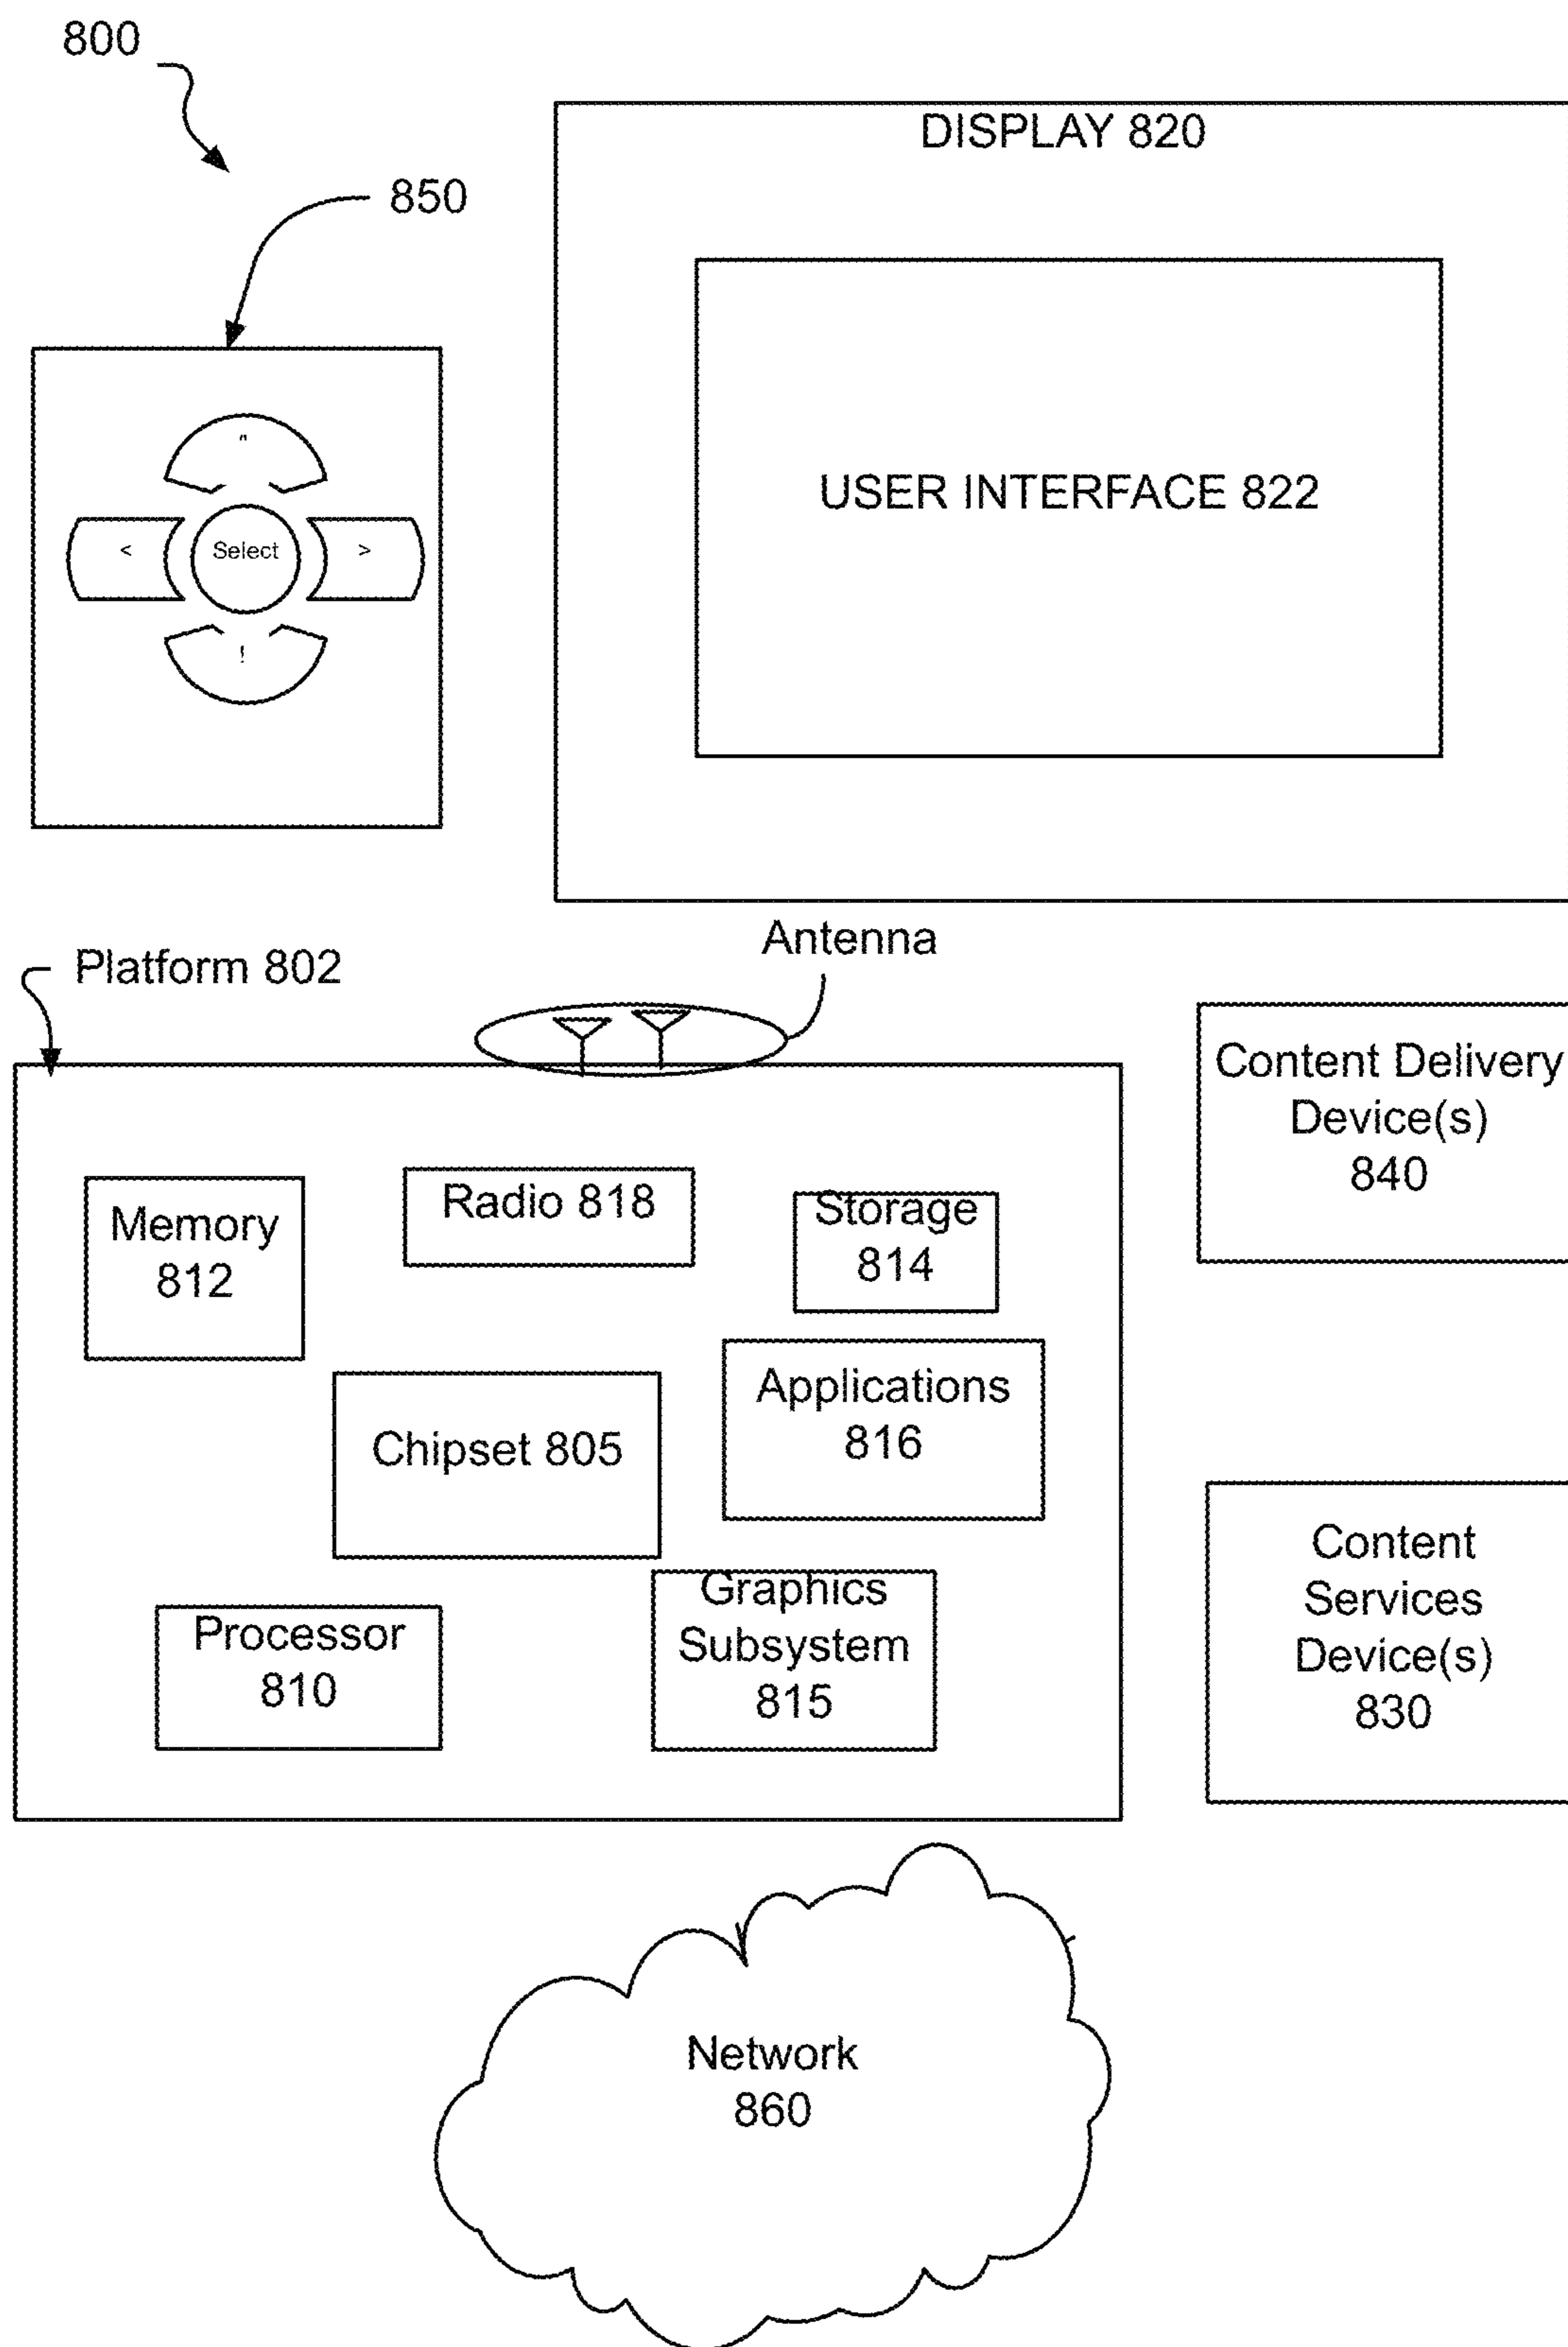 800
850
DISPLAY 820
USER INTERFACE 822
"
<
Select
>
!
Antenna
Platform 802
Content Delivery
Device(s)
840
Memory
812
Radio 818
Storage
814
Applications
816
Chipset 805
Content
Services
Device(s)
830
Graphics
Subsystem
815
Processor
810
Network
860